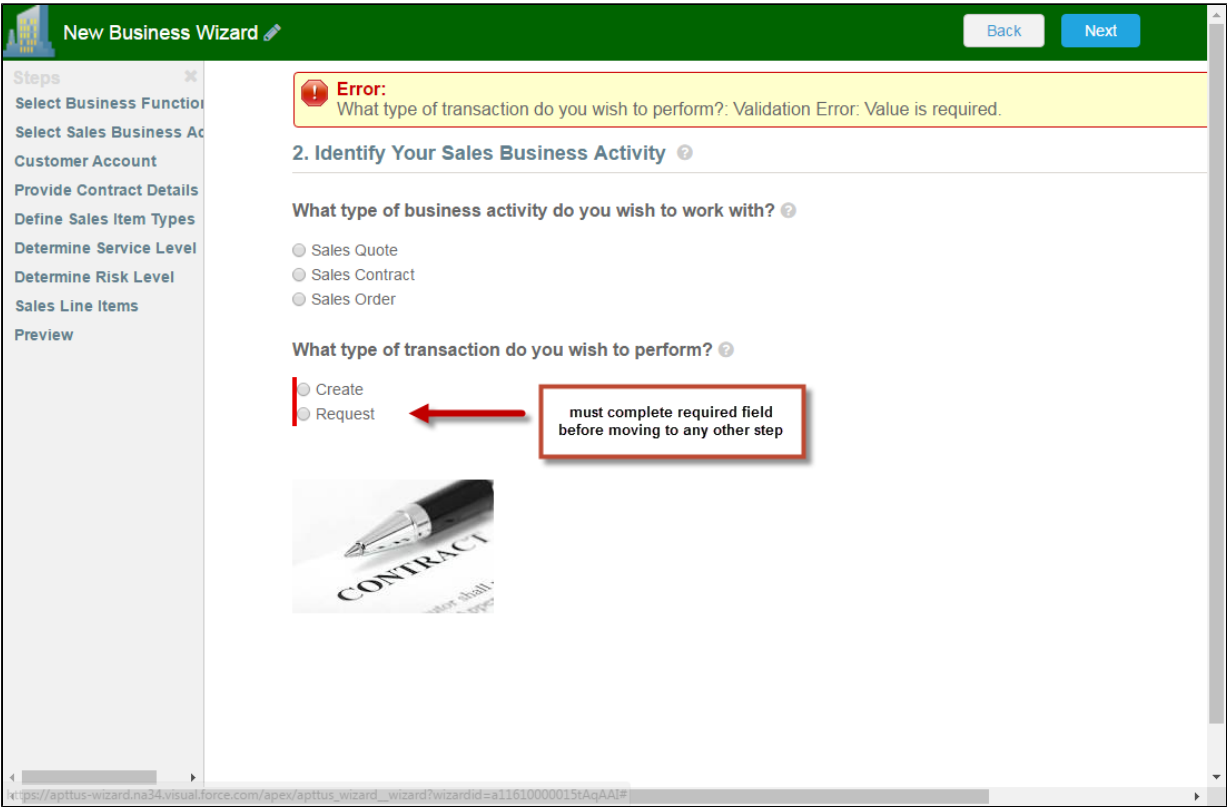 New Business Wizard
Back
Next
Steps
Select Business Function
Select Sales Business Ac
Customer Account
Provide Contract Details
Define Sales Item Types
Determine Service Level
Determine Risk Level
Sales Line Items
Preview
Error:
What type of transaction do you wish to perform?: Validation Error: Value is required.
2. Identify Your Sales Business Activity
What type of business activity do you wish to work with?
Sales Quote
Sales Contract
Sales Order
What type of transaction do you wish to perform?
Create
Request
must complete required field
before moving to any other step
CONTRACT
shall
https://apttus-wizard.na34.visual.force.com/apex/apttus_wizard__wizard?wizardid=a11610000015tAqAAI#